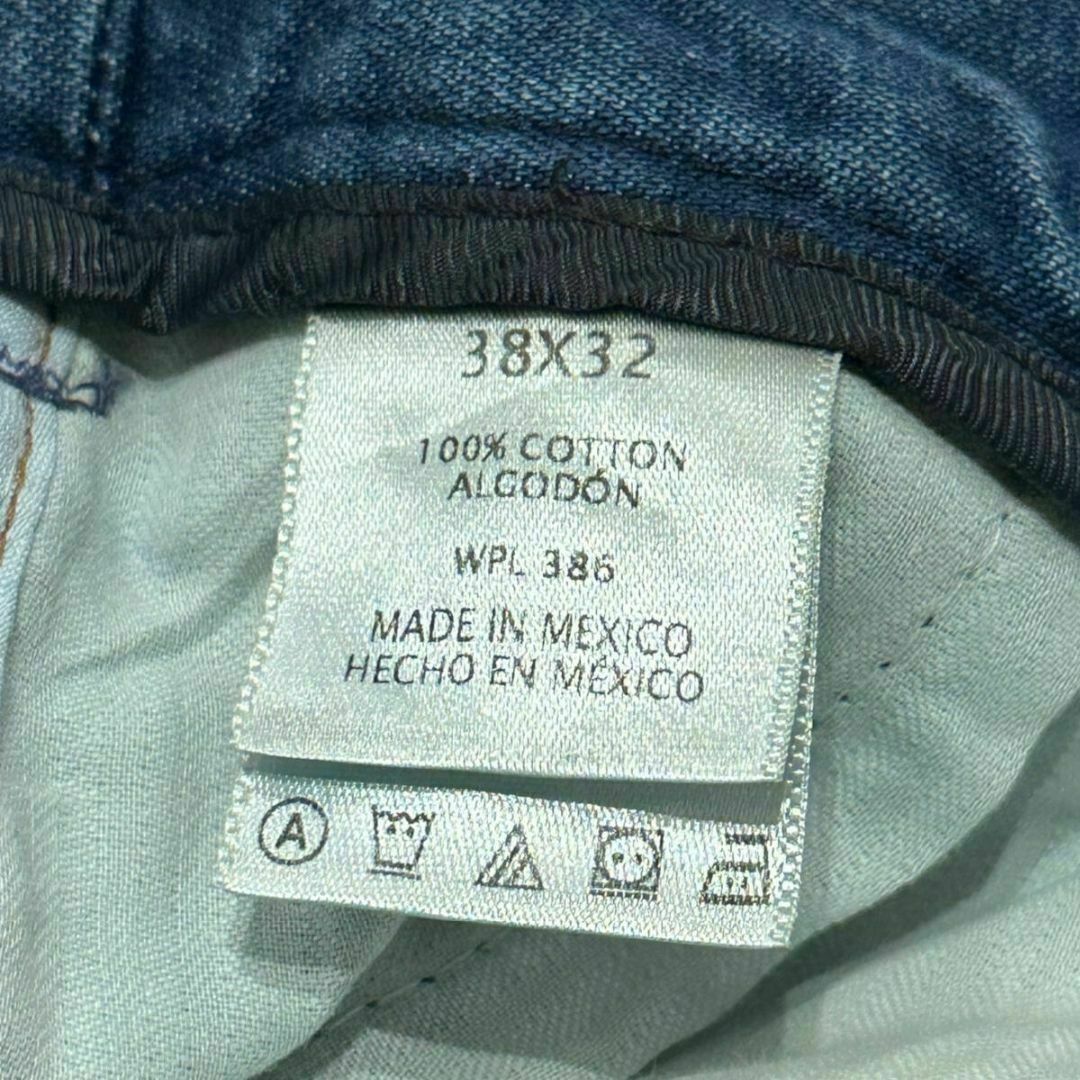 38X32
100% COTTON
ALGODÓN
WPL 386
MADE IN MEXICO
HECHO EN MÉXICO
A